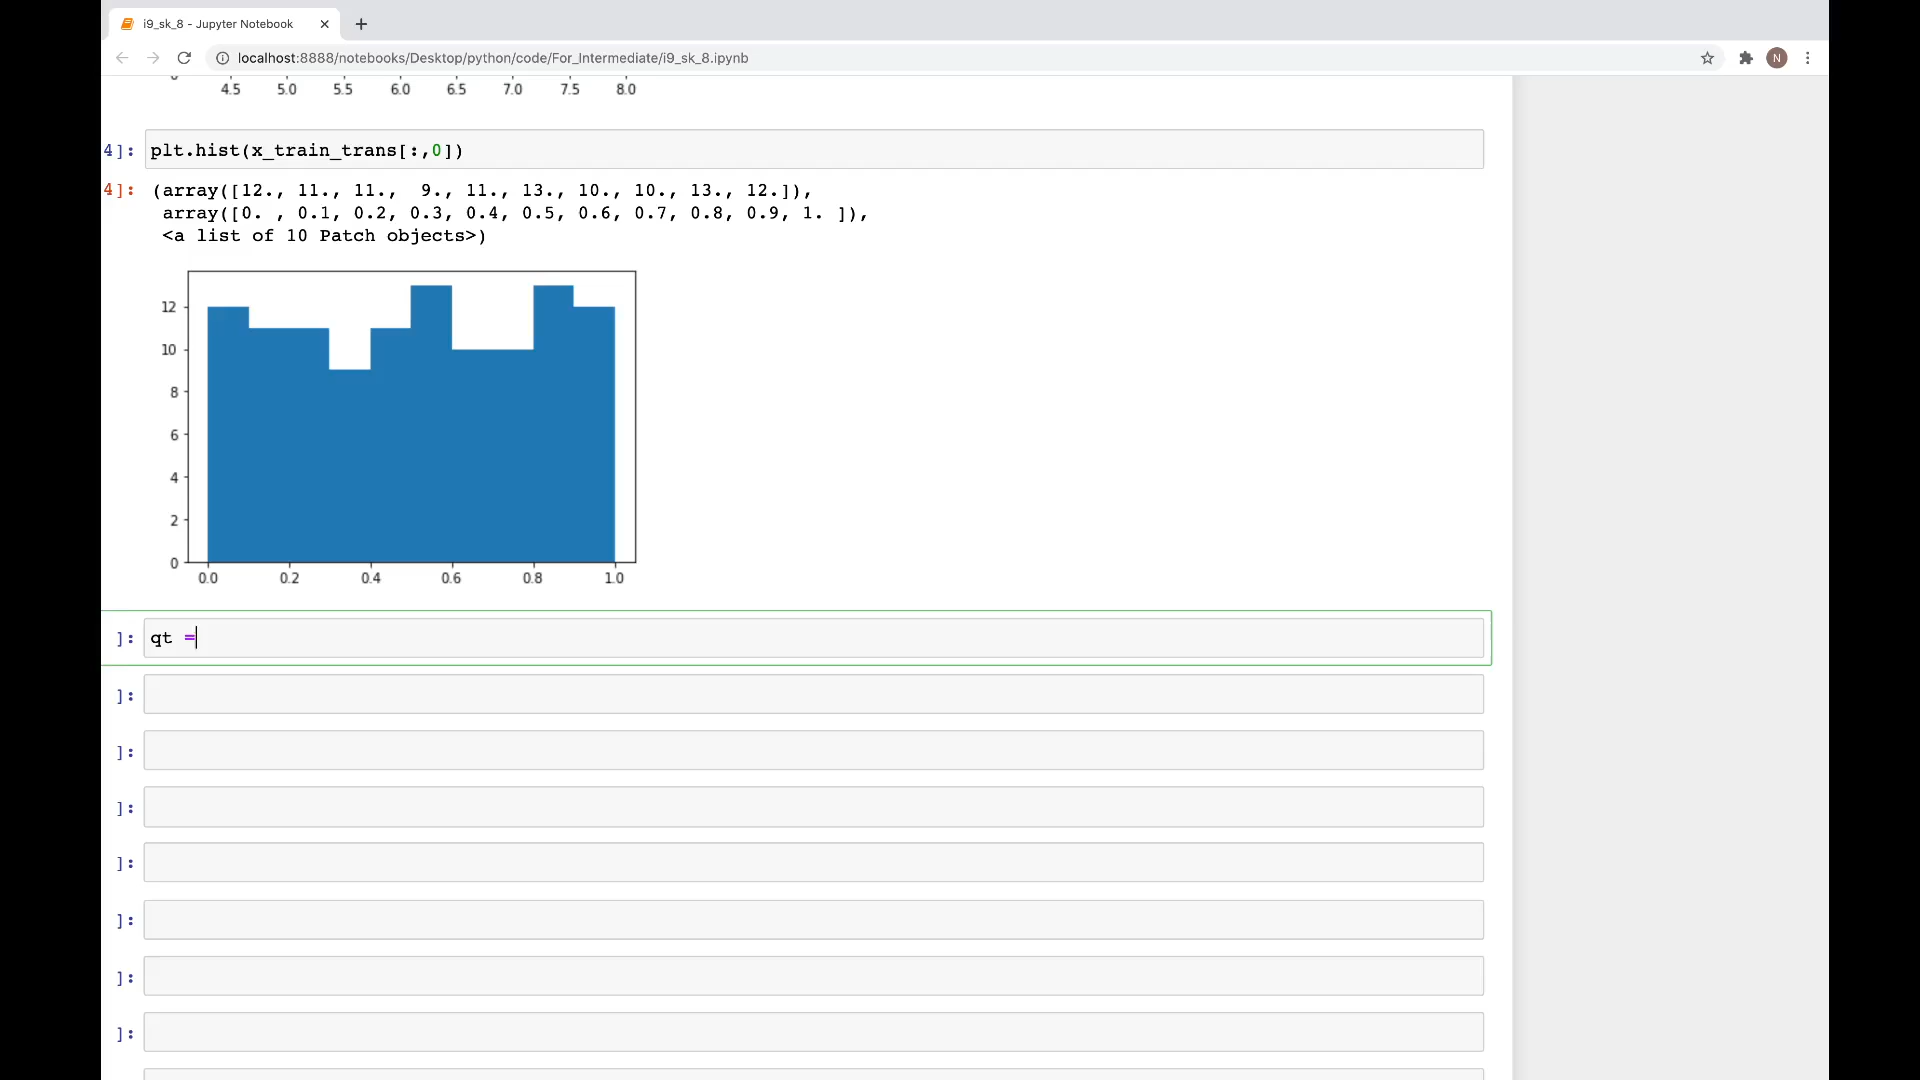 i9_sk_8 - Jupyter Notebook
localhost:8888/notebooks/Desktop/python/code/For_Intermediate/i9_sk_8.ipynb
N
0
4.5 5.0 5.5 6.0 6.5 7.0 7.5 8.0
4]: plt.hist(x_train_trans[:,0])
4]: (array([12., 11., 11., 9., 11., 13., 10., 10., 13., 12.]),
array([0. , 0.1, 0.2, 0.3, 0.4, 0.5, 0.6, 0.7, 0.8, 0.9, 1. ]),
<a list of 10 Patch objects>)
12
10
8
6
4
2
0
0.0 0.2 0.4 0.6 0.8 1.0
]: qt =
]:
]:
]:
]:
]:
]:
]: